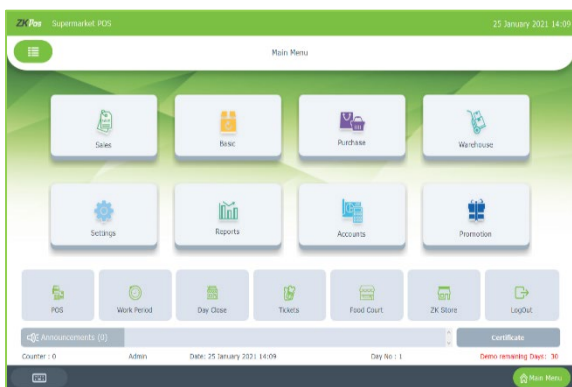 ZKPos Supermarket POS 25 January 2021 14:09
Main Menu
Sales Basic Purchase Warehouse
Settings Reports Accounts Promotion
POS Work Period Day Close Tickets Food Court ZK Store LogOut
Announcements (0) Certificate
Counter : 0 Admin Date: 25 January 2021 14:09 Day No : 1 Demo remaining Days: 30
Main Menu